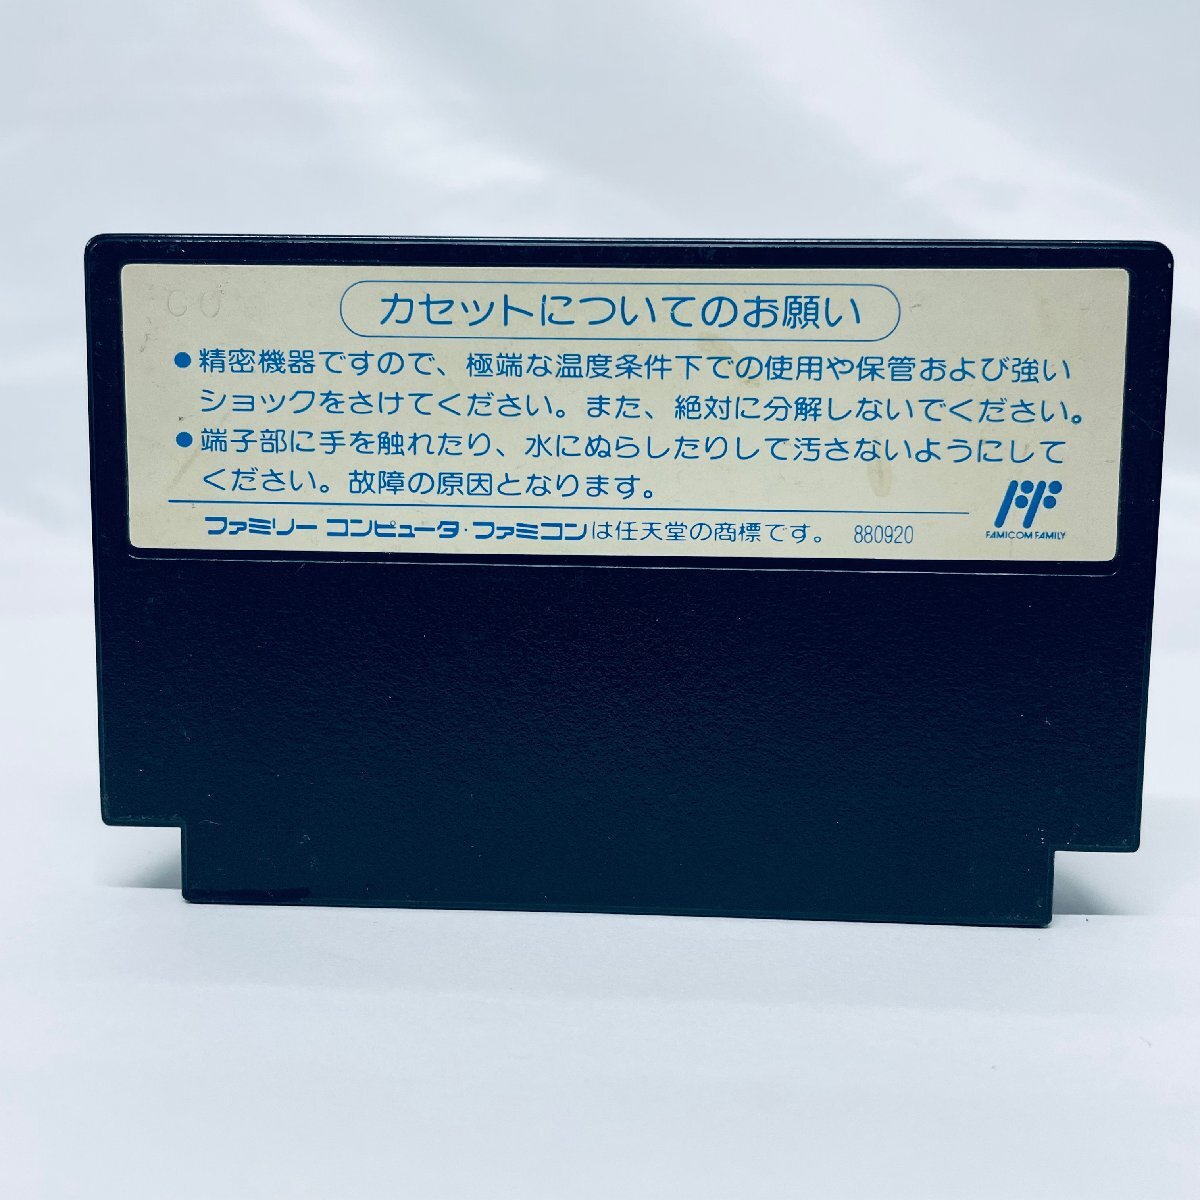 カセットについてのお願い
●精密機器ですので、極端な温度条件下での使用や保管および強い
ショックをさけてください。また、絶対に分解しないでください。
●端子部に手を触れたり、水にぬらしたりして汚さないようにして
ください。故障の原因となります。
ファミリー コンピュータ・ファミコンは任天堂の商標です。 880920
FAMICOM FAMILY